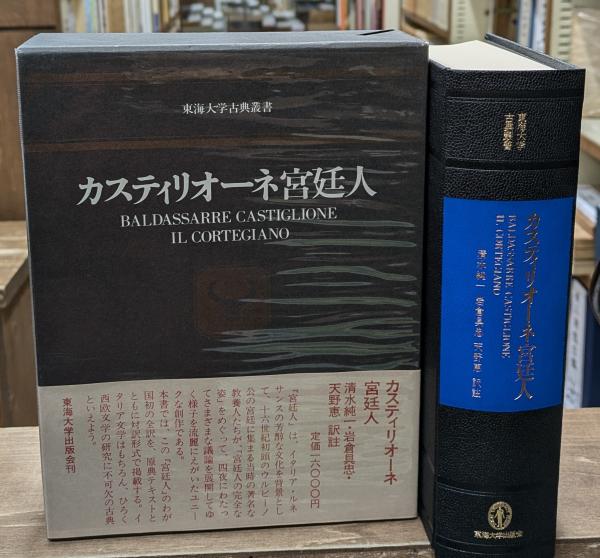 東海大学古典叢書
カスティリオーネ宮廷人
BALDASSARRE CASTIGLIONE
IL CORTEGIANO
カスティリオーネ
宮廷人
清水純一・岩倉具忠・
天野恵 訳註
定価一六〇〇〇円
『宮廷人』は、イタリア・ルネ
サンスの芳醇な文化を背景とし
て、十六世紀初頭のウルビーノ
公の宮廷に集まる当時の著名な
教養人たちが、「宮廷人の完全な
姿」をめぐって、四夜にわたっ
てさまざまな議論を展開してゆ
く様子を流麗にえがいたユニー
クな創作である。
本書では、この『宮廷人』のわが
国初の全訳を、原典テキストと
ともに対訳形式で掲載する。イ
タリア文学はもちろん、ひろく
西欧文学の研究に不可欠の古典
といえよう。
東海大学出版会刊
東海大学
古典叢書
カスティリオーネ宮廷人
BALDASSARRE CASTIGLIONE
IL CORTEGIANO
清水純一 岩倉具忠 天野恵 訳註
東海大学出版会